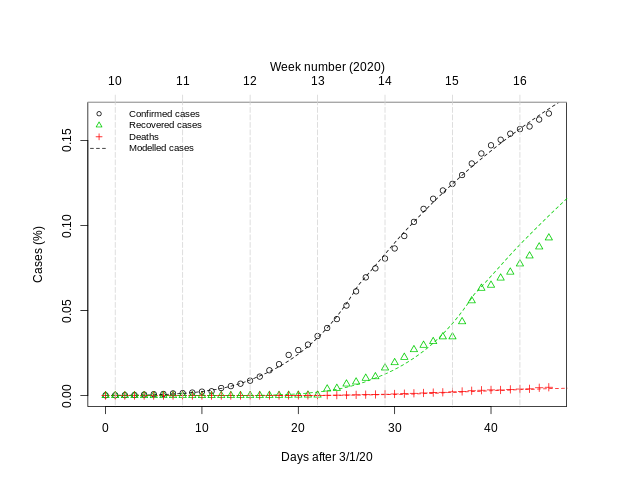 Week number (2020)
10 11 12 13 14 15 16
Confirmed cases
Recovered cases
Deaths
Modelled cases
Cases (%)
0.15
0.10
0.05
0.00
0 10 20 30 40
Days after 3/1/20